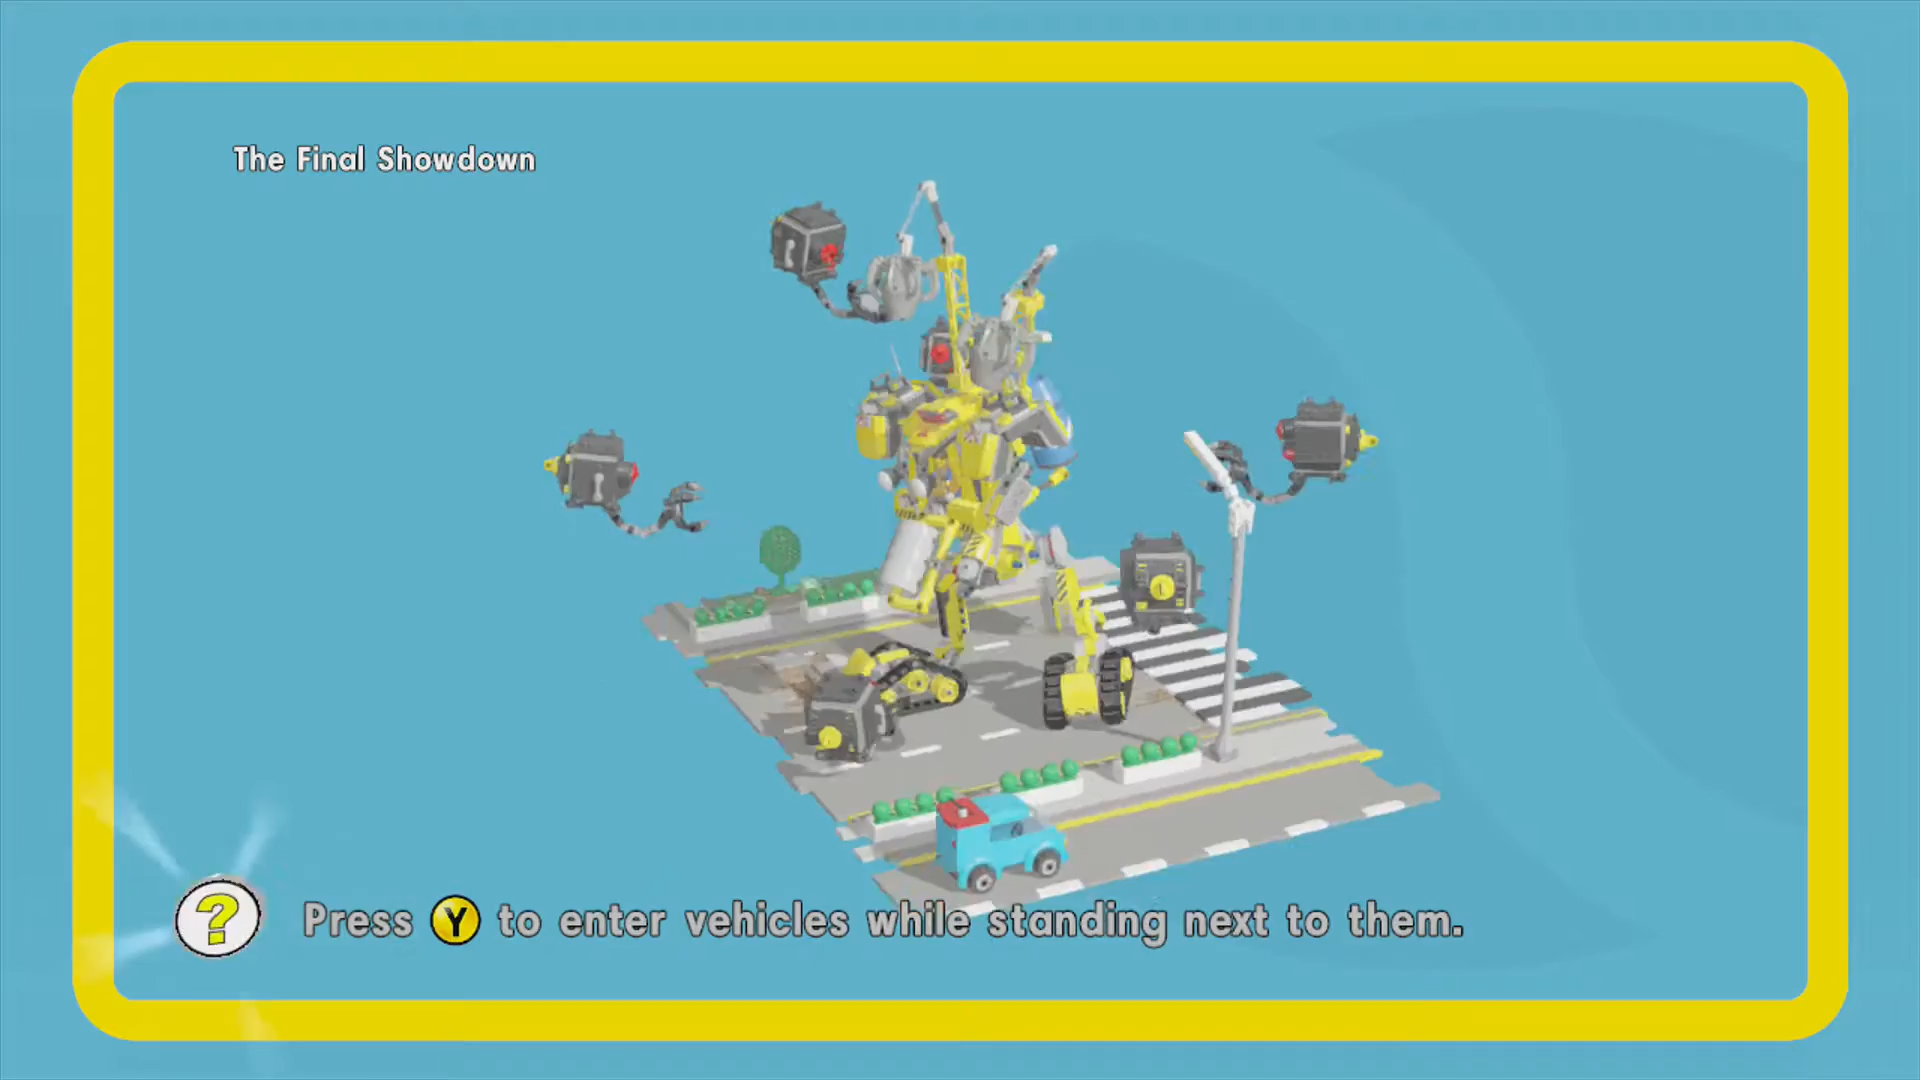 The Final Showdown
? Press Y to enter vehicles while standing next to them.